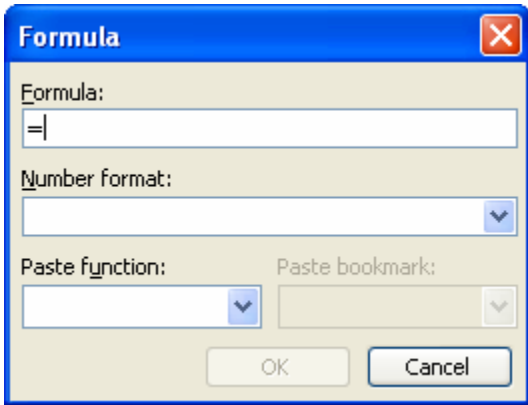 Formula
Formula:
=
Number format:
Paste function: Paste bookmark:
OK Cancel